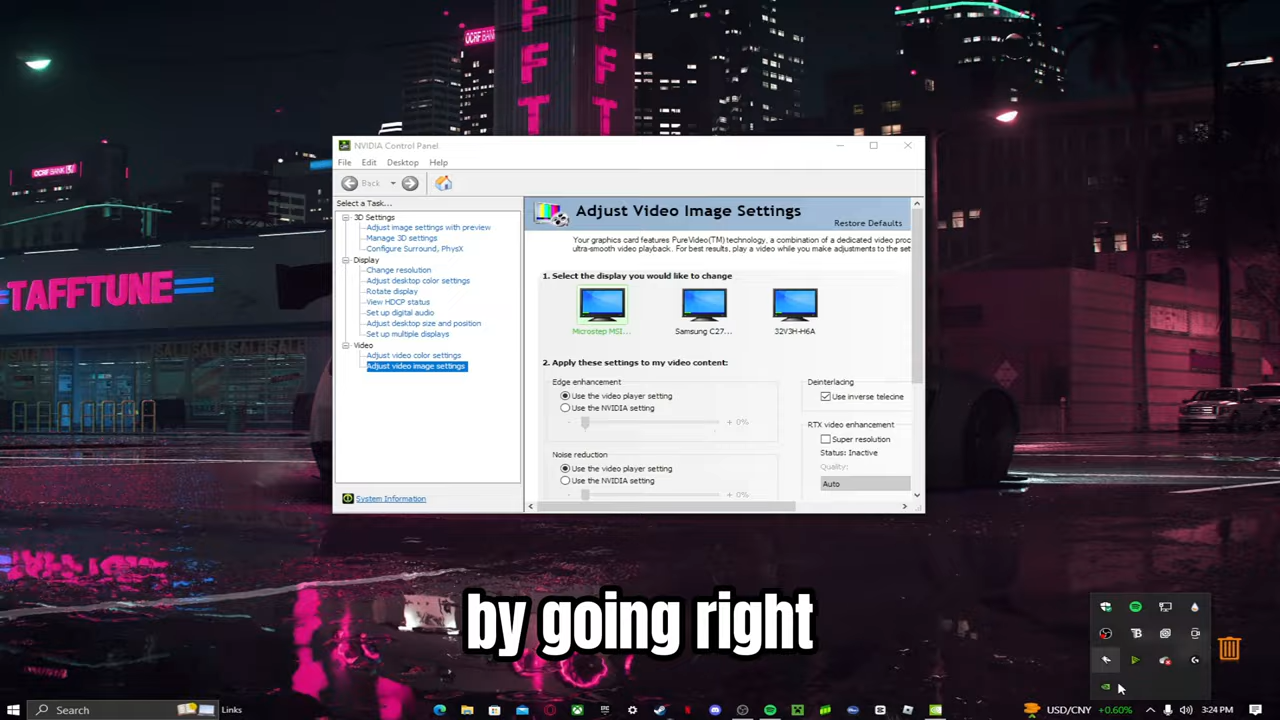 OCRF BANK
FF
FF
FF
OCRF BANK
TAFFTUNE
NVIDIA Control Panel
File Edit Desktop Help
Back
Select a Task...
3D Settings
Adjust image settings with preview
Manage 3D settings
Configure Surround, PhysX
Display
Change resolution
Adjust desktop color settings
Rotate display
View HDCP status
Set up digital audio
Adjust desktop size and position
Set up multiple displays
Video
Adjust video color settings
Adjust video image settings
System Information
Adjust Video Image Settings
Restore Defaults
Your graphics card features PureVideo(TM) technology, a combination of a dedicated video proc
ultra-smooth video playback. For best results, play a video while you make adjustments to the set
1. Select the display you would like to change
Microstep MSI... Samsung C27... 32V3H-H6A
2. Apply these settings to my video content:
Edge enhancement
Use the video player setting
Use the NVIDIA setting
- + 0%
Noise reduction
Use the video player setting
Use the NVIDIA setting
- + 0%
Deinterlacing
Use inverse telecine
RTX video enhancement
Super resolution
Status: Inactive
Quality:
Auto
by going right
Search
Links
USD/CNY +0.60%
3:24 PM